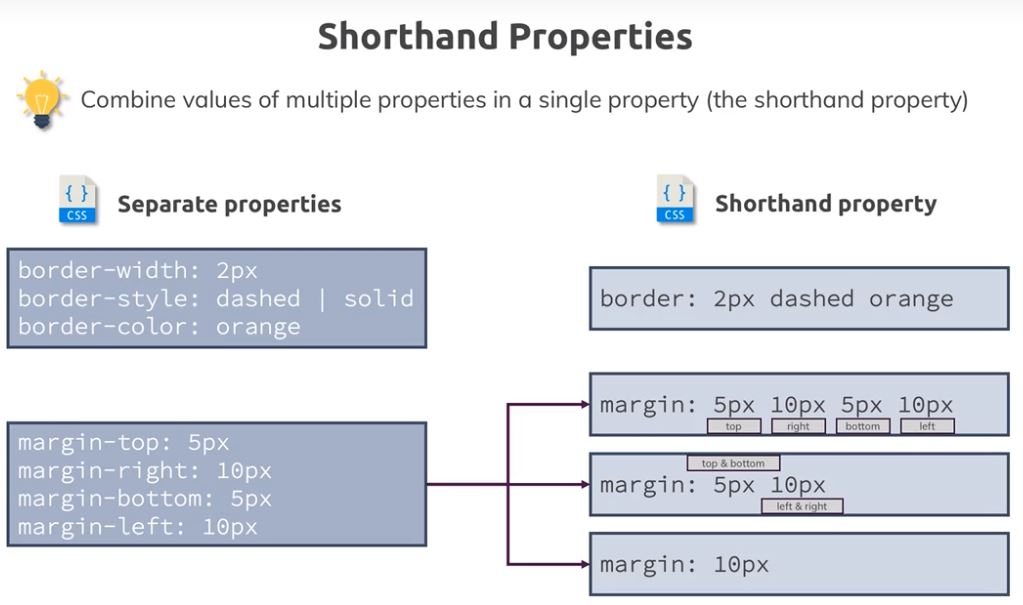 Shorthand Properties
Combine values of multiple properties in a single property (the shorthand property)
{ }
CSS
Separate properties
border-width: 2px
border-style: dashed | solid
border-color: orange
margin-top: 5px
margin-right: 10px
margin-bottom: 5px
margin-left: 10px
{ }
CSS
Shorthand property
border: 2px dashed orange
margin: 5px 10px 5px 10px
top right bottom left
top & bottom
margin: 5px 10px
left & right
margin: 10px